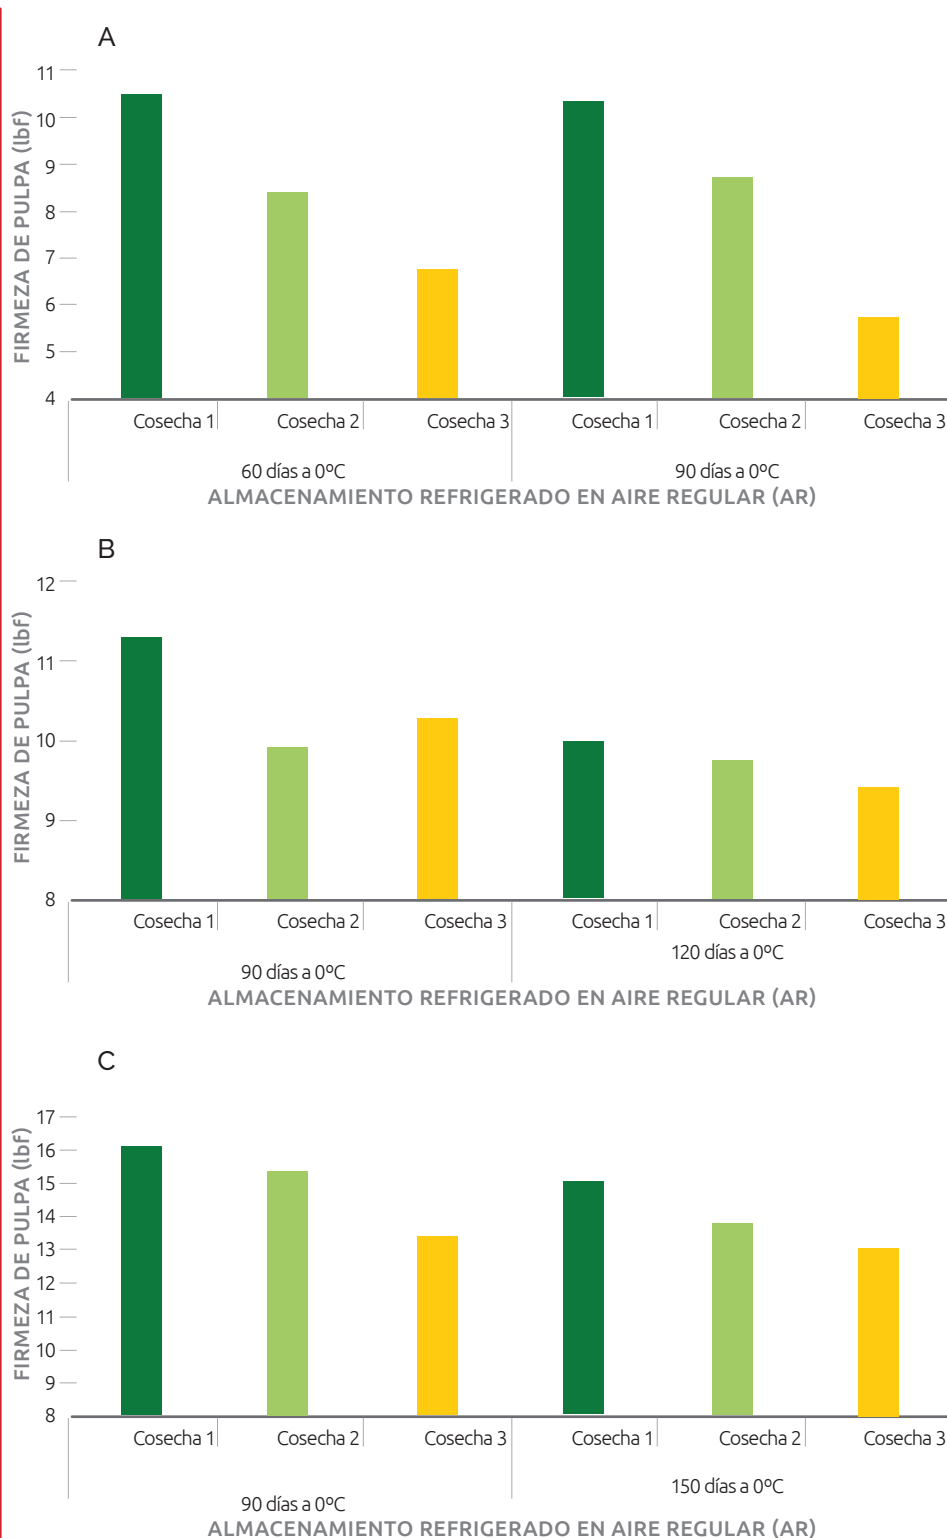 A
FIRMEZA DE PULPA (lbf)
11
10
9
8
7
6
5
4
Cosecha 1 Cosecha 2 Cosecha 3 Cosecha 1 Cosecha 2 Cosecha 3
60 días a 0ºC 90 días a 0ºC
ALMACENAMIENTO REFRIGERADO EN AIRE REGULAR (AR)
B
FIRMEZA DE PULPA (lbf)
12
11
10
9
8
Cosecha 1 Cosecha 2 Cosecha 3 Cosecha 1 Cosecha 2 Cosecha 3
90 días a 0ºC 120 días a 0ºC
ALMACENAMIENTO REFRIGERADO EN AIRE REGULAR (AR)
C
FIRMEZA DE PULPA (lbf)
17
16
15
14
13
12
11
10
9
8
Cosecha 1 Cosecha 2 Cosecha 3 Cosecha 1 Cosecha 2 Cosecha 3
90 días a 0ºC 150 días a 0ºC
ALMACENAMIENTO REFRIGERADO EN AIRE REGULAR (AR)